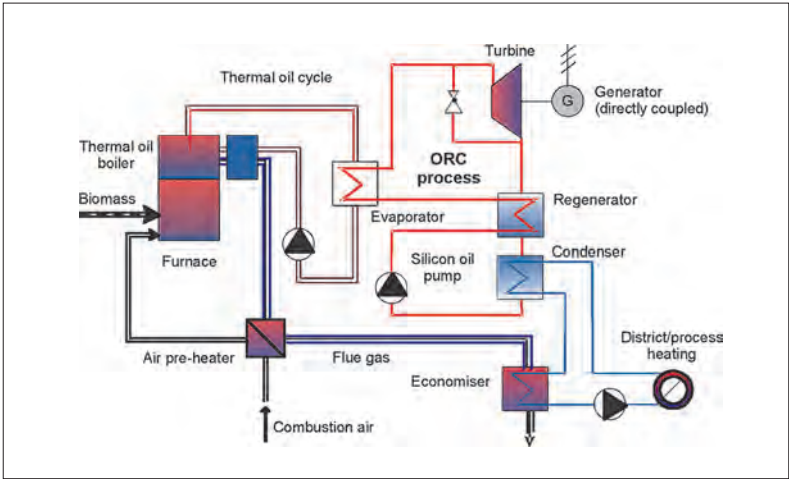 Turbine
Thermal oil cycle
Generator
(directly coupled)
G
Thermal oil
boiler
ORC
process
Biomass
Regenerator
Evaporator
Furnace
Silicon oil
pump
Condenser
District/process
heating
Air pre-heater
Flue gas
Economiser
Combustion air